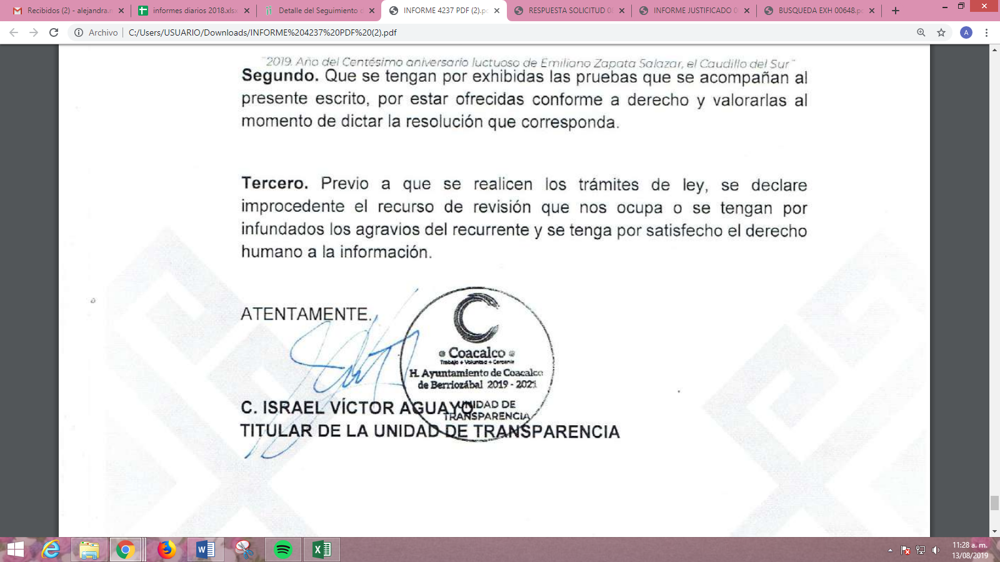 Recibidos (2) - alejandra.n
informes diarios 2018.xlsx
Detalle del Seguimiento d
INFORME 4237 PDF (2).pd
RESPUESTA SOLICITUD 0
INFORME JUSTIFICADO 0
BUSQUEDA EXH 00648.pd
Archivo C:/Users/USUARIO/Downloads/INFORME%204237%20PDF%20(2).pdf
A
"2019. Año del Centésimo aniversario luctuoso de Emiliano Zapata Salazar, el Caudillo del Sur"
Segundo. Que se tengan por exhibidas las pruebas que se acompañan al
presente escrito, por estar ofrecidas conforme a derecho y valorarlas al
momento de dictar la resolución que corresponda.
Tercero. Previo a que se realicen los trámites de ley, se declare
improcedente el recurso de revisión que nos ocupa o se tengan por
infundados los agravios del recurrente y se tenga por satisfecho el derecho
humano a la información.
ATENTAMENTE.
Coacalco
Trabajo + Voluntad + Cercanía
H. Ayuntamiento de Coacalco
de Berriozábal 2019 - 2021
UNIDAD DE
TRANSPARENCIA
C. ISRAEL VÍCTOR AGUAYO
TITULAR DE LA UNIDAD DE TRANSPARENCIA
11:28 a. m.
13/08/2019